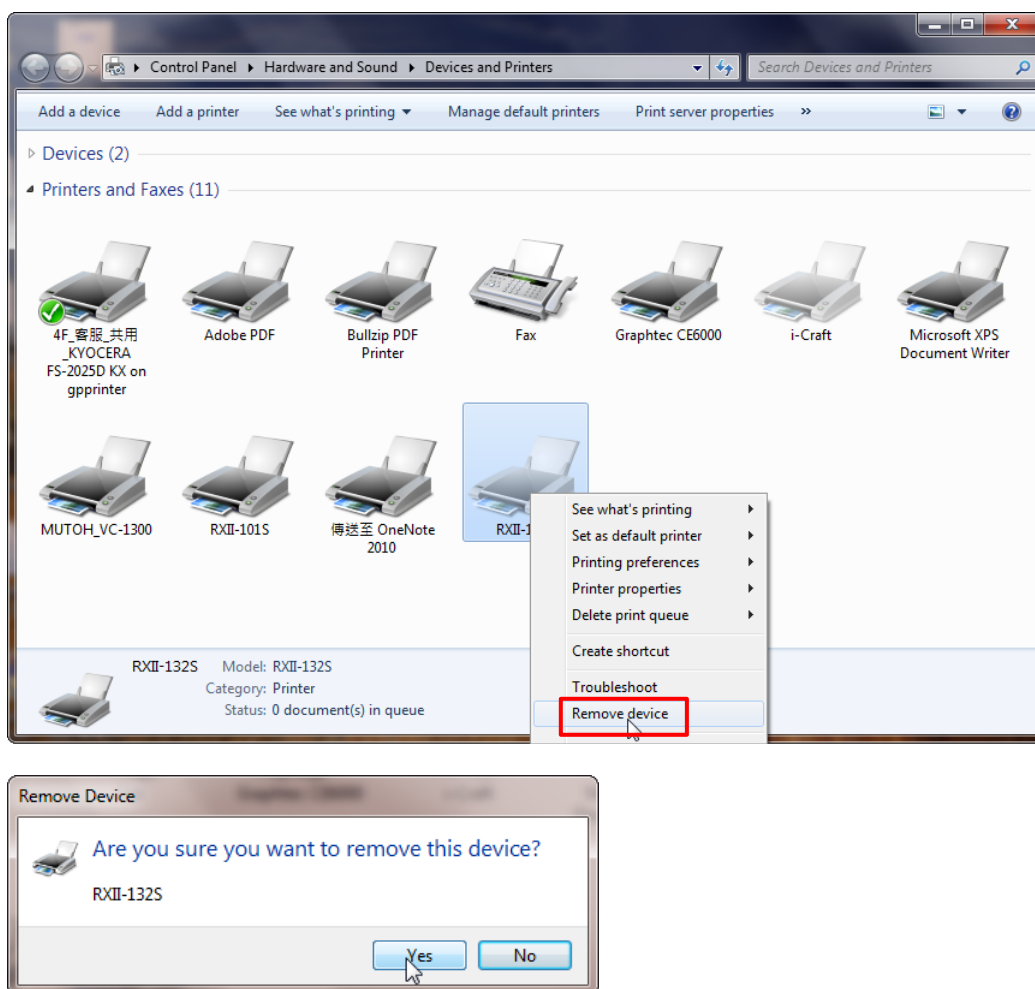 Control Panel ▸ Hardware and Sound ▸ Devices and Printers
Search Devices and Printers
Add a device Add a printer See what's printing Manage default printers Print server properties »
Devices (2)
Printers and Faxes (11)
4F_客服_共用
_KYOCERA
FS-2025D KX on
gpprinter
Adobe PDF
Bullzip PDF
Printer
Fax
Graphtec CE6000
i-Craft
Microsoft XPS
Document Writer
MUTOH_VC-1300
RXII-101S
傳送至 OneNote
2010
RXII-1
See what's printing
Set as default printer
Printing preferences
Printer properties
Delete print queue
Create shortcut
Troubleshoot
Remove device
RXII-132S Model: RXII-132S
Category: Printer
Status: 0 document(s) in queue
Remove Device
Are you sure you want to remove this device?
RXII-132S
Yes No